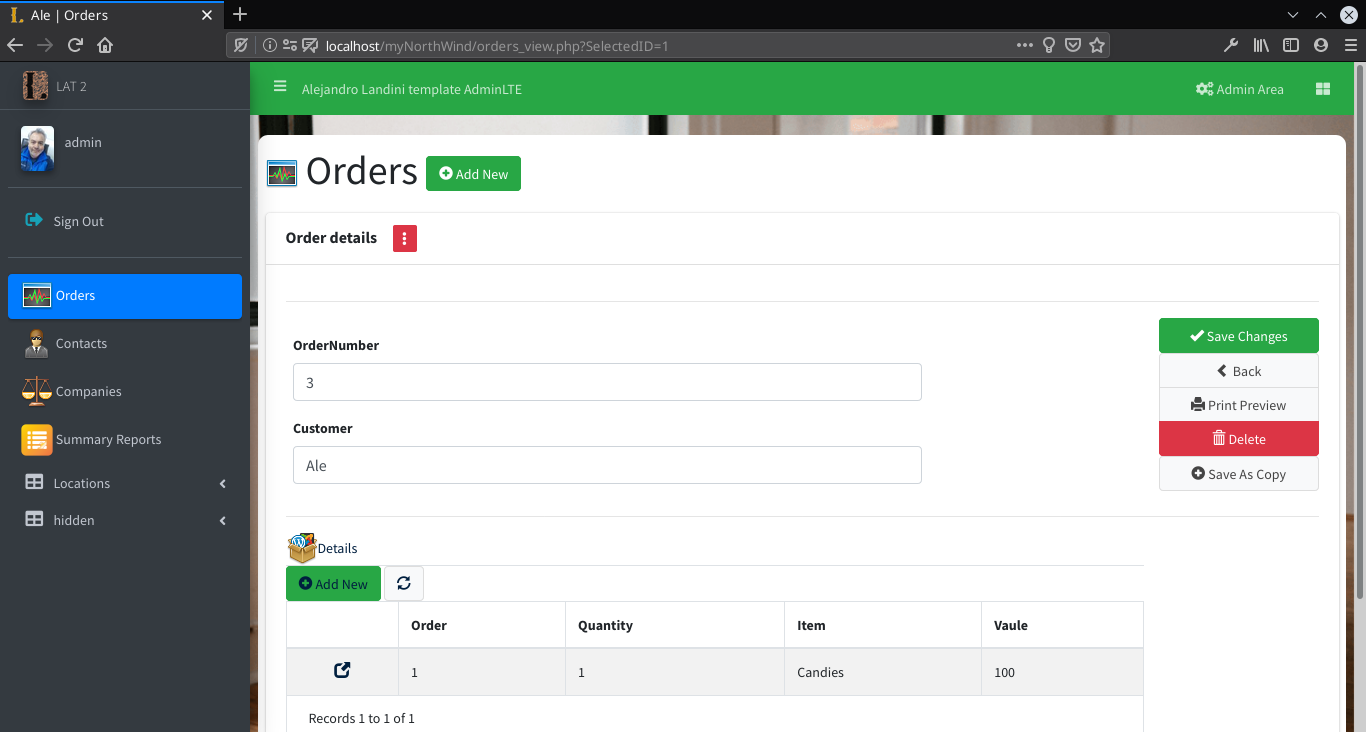 Ale | Orders
localhost/myNorthWind/orders_view.php?SelectedID=1
LAT 2
Alejandro Landini template AdminLTE
Admin Area
admin
Sign Out
Orders
Contacts
Companies
Summary Reports
Locations
hidden
Orders
Add New
Order details
OrderNumber
3
Customer
Ale
Save Changes
Back
Print Preview
Delete
Save As Copy
Details
Add New
Order Quantity Item Vaule
1 1 Candies 100
Records 1 to 1 of 1